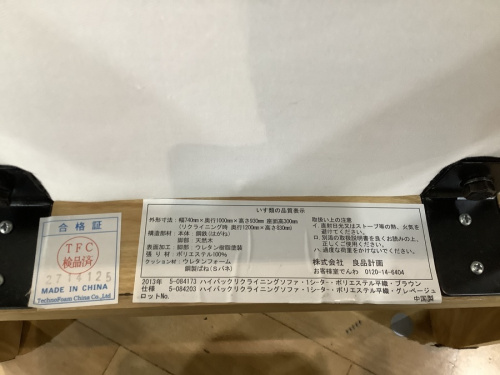 いす類の品質表示
外形寸法：幅740mm×奥行1000mm×高さ930mm 座面高390mm
（リクライニング時 奥行1200mm×高さ830mm）
構造部材：本体 鋼鉄（はがね）
脚部 天然木
表面加工：脚部 ウレタン樹脂塗装
張り材：ポリエステル100%
クッション材：ウレタンフォーム
鋼製ばね（Sバネ）
取扱い上の注意
イ．直射日光又はストーブ等の熱、火気を
避けてください。
ロ．別途の取扱説明書を良くお読みの上、
正しくご使用ください。
ハ．過度な荷重をかけないでください。
株式会社 良品計画
お客様室でんわ 0120-14-6404
2013年 5-084173 ハイバックリクライニングソファ・1シーター・ポリエステル平織・ブラウン
仕様 5-084203 ハイバックリクライニングソファ・1シーター・ポリエステル平織・グレベージュ
ロットNo.
中国製
合格証
TFC
検品済
MADE IN CHINA
TechnoFoam China Co.,Ltd